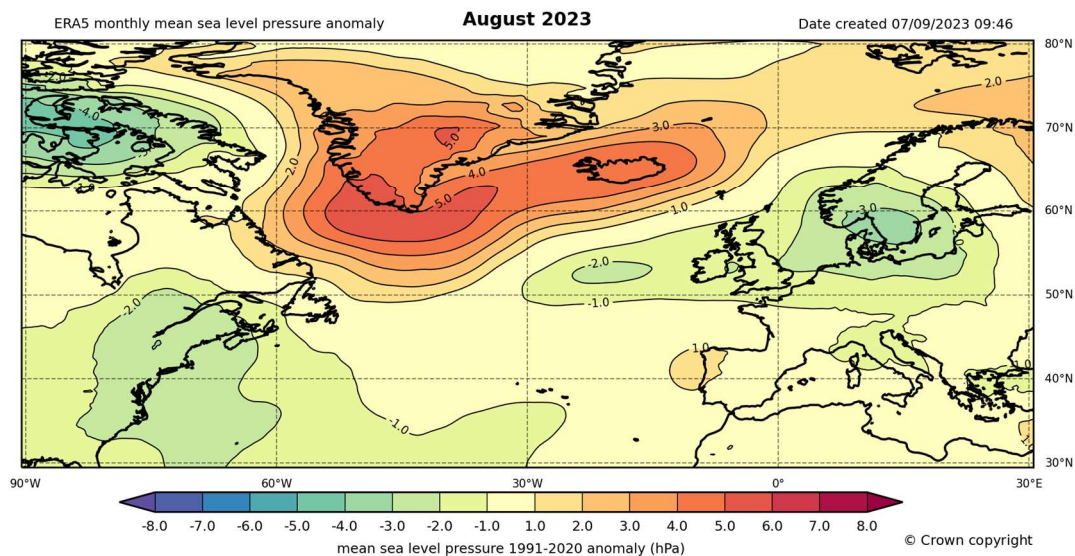 ERA5 monthly mean sea level pressure anomaly
August 2023
Date created 07/09/2023 09:46
80°N
2.0
-4.0
70°N
3.0
5.0
2.0
4.0
-1.0
5.0
1.0
-3.0
60°N
-2.0
-2.0
-1.0
50°N
1.0
40°N
-1.0
30°N
90°W
60°W
30°W
0°
30°E
-8.0
-7.0
-6.0
-5.0
-4.0
-3.0
-2.0
-1.0
1.0
2.0
3.0
4.0
5.0
6.0
7.0
8.0
mean sea level pressure 1991-2020 anomaly (hPa)
© Crown copyright